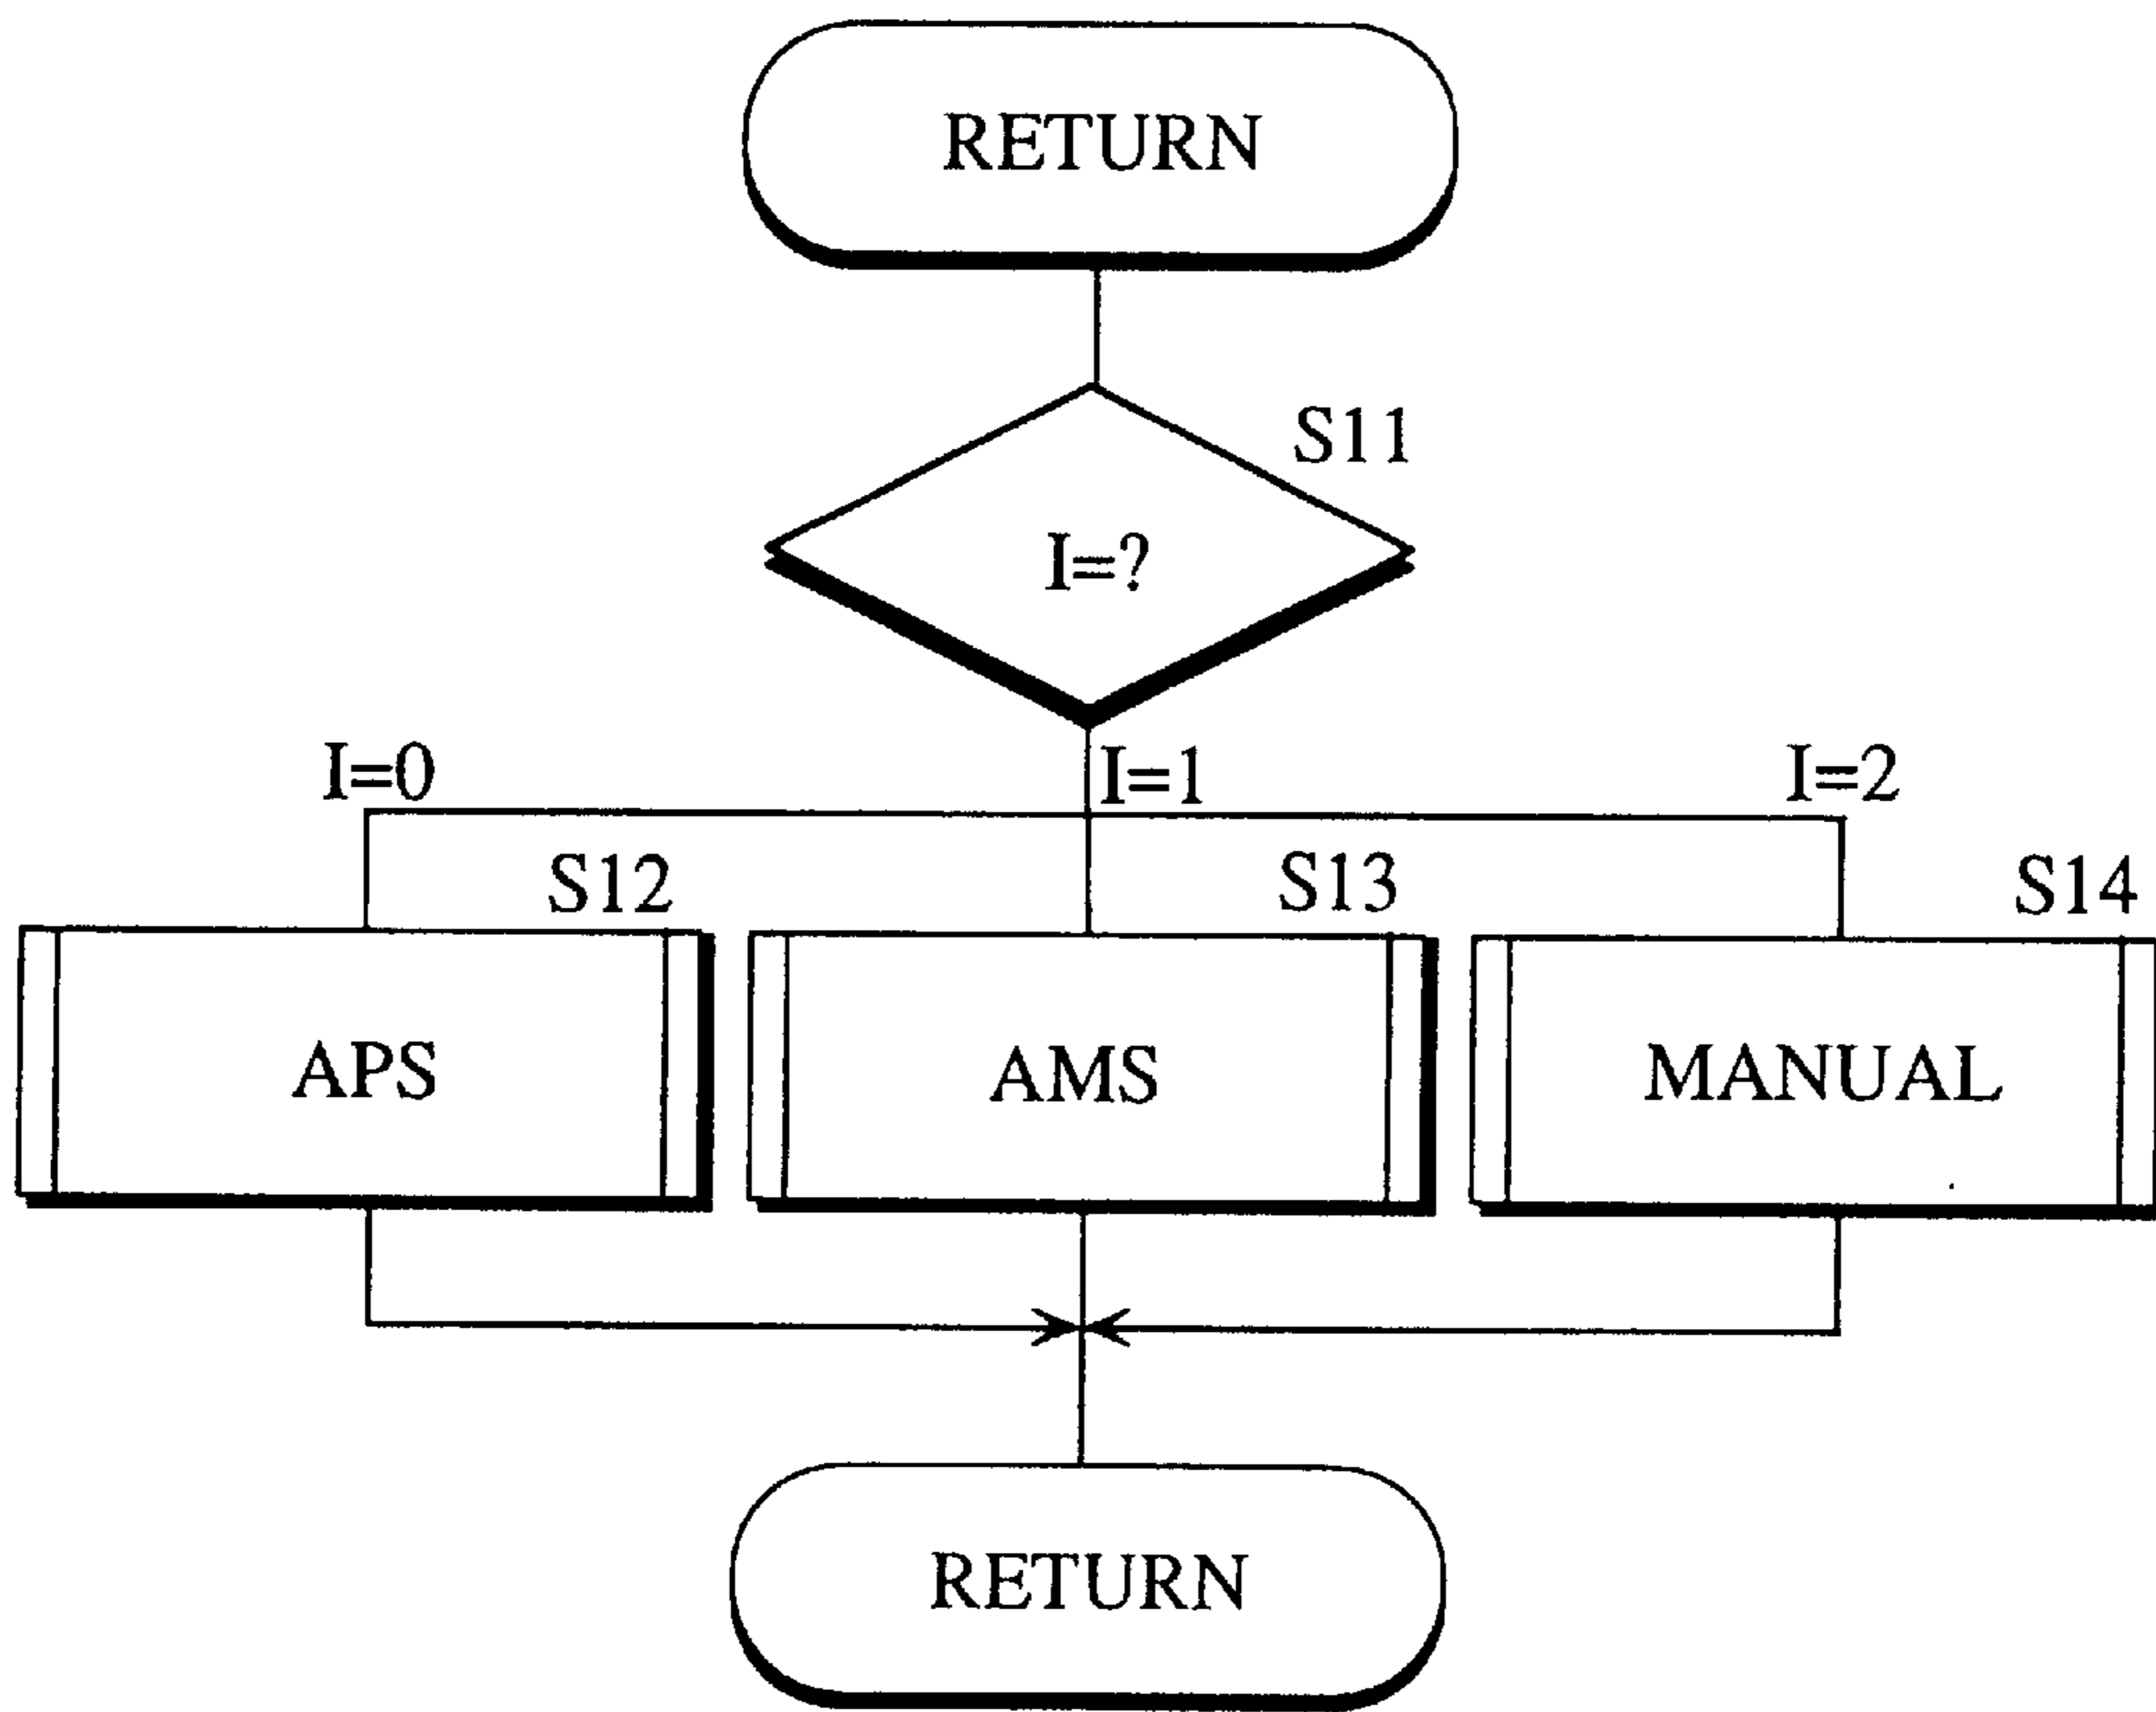 RETURN
S11
I=?
I=0
I=1
I=2
S12
S13
S14
APS
AMS
MANUAL
RETURN